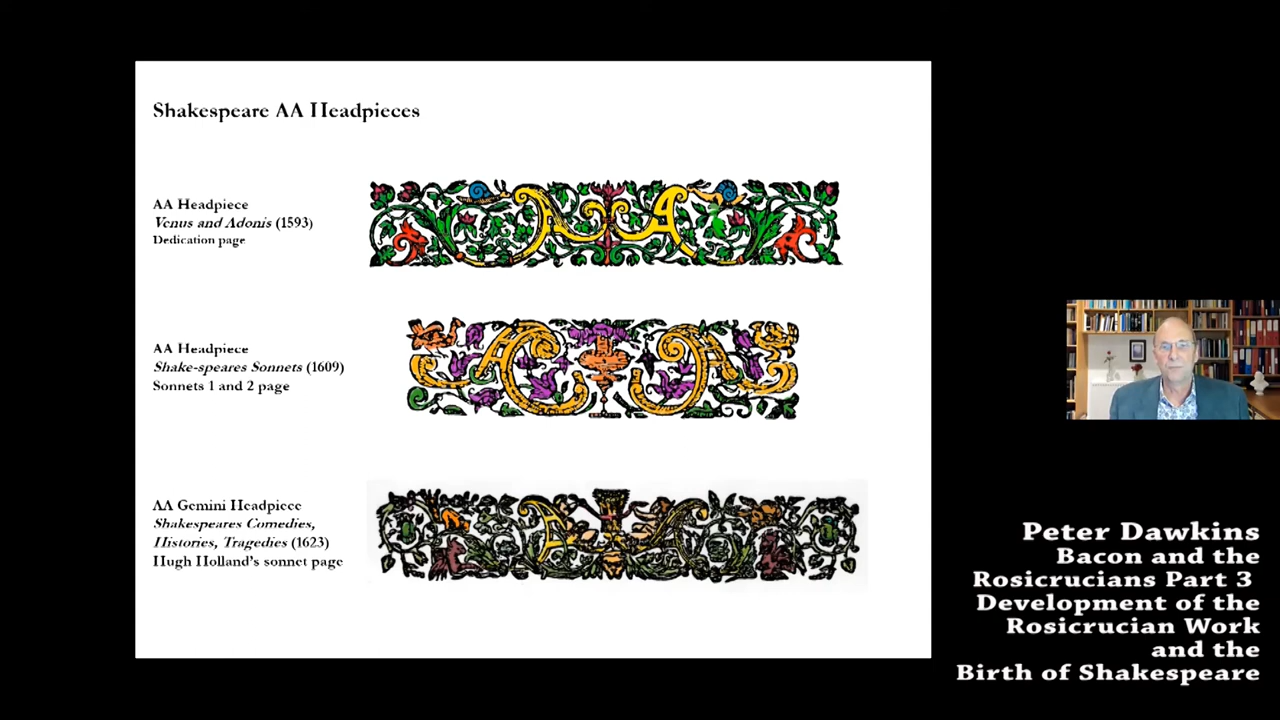 Shakespeare AA Headpieces
AA Headpiece
Venus and Adonis (1593)
Dedication page
AA Headpiece
Shake-speares Sonnets (1609)
Sonnets 1 and 2 page
AA Gemini Headpiece
Shakespeares Comedies,
Histories, Tragedies (1623)
Hugh Holland's sonnet page
Peter Dawkins
Bacon and the
Rosicrucians Part 3
Development of the
Rosicrucian Work
and the
Birth of Shakespeare